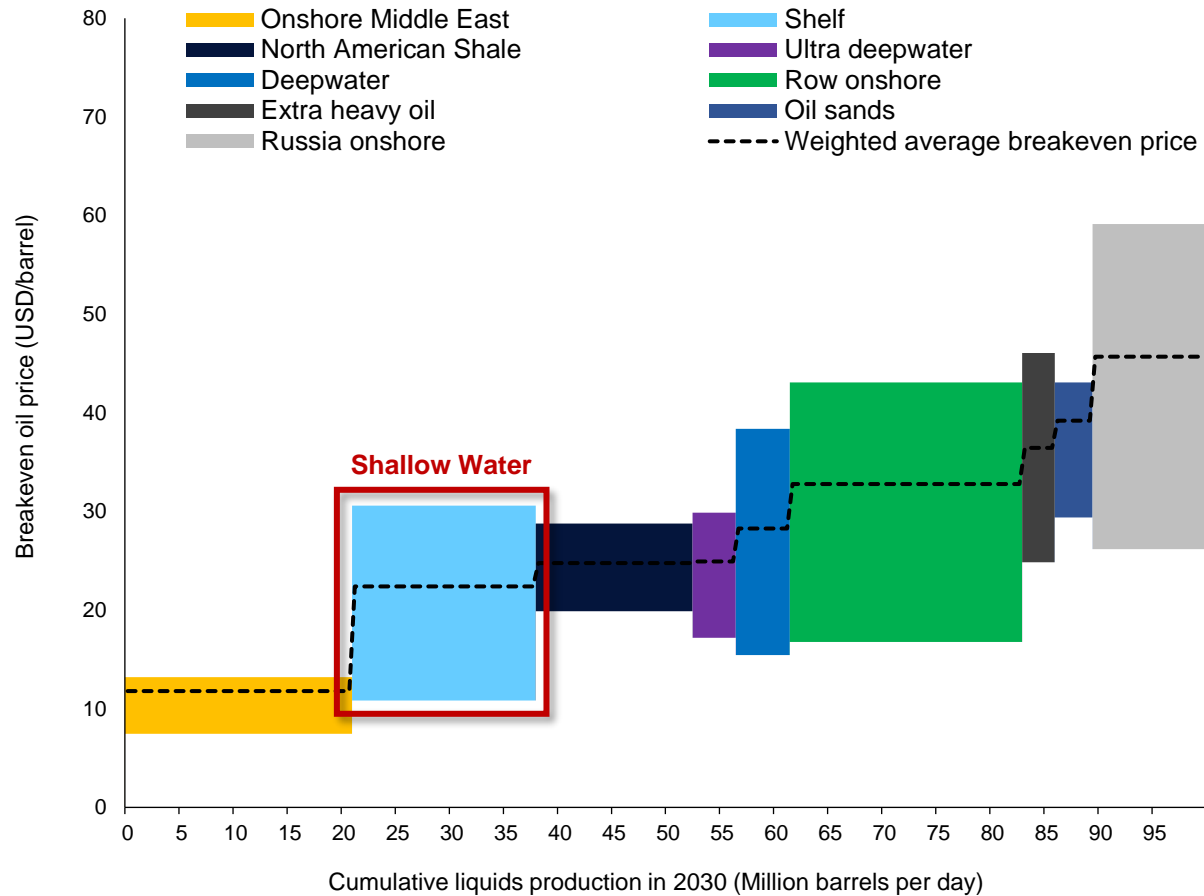 Onshore Middle East
Shelf
North American Shale
Ultra deepwater
Deepwater
Row onshore
Extra heavy oil
Oil sands
Russia onshore
Weighted average breakeven price
80
70
60
50
40
30
20
10
0
Breakeven oil price (USD/barrel)
Shallow Water
0 5 10 15 20 25 30 35 40 45 50 55 60 65 70 75 80 85 90 95
Cumulative liquids production in 2030 (Million barrels per day)